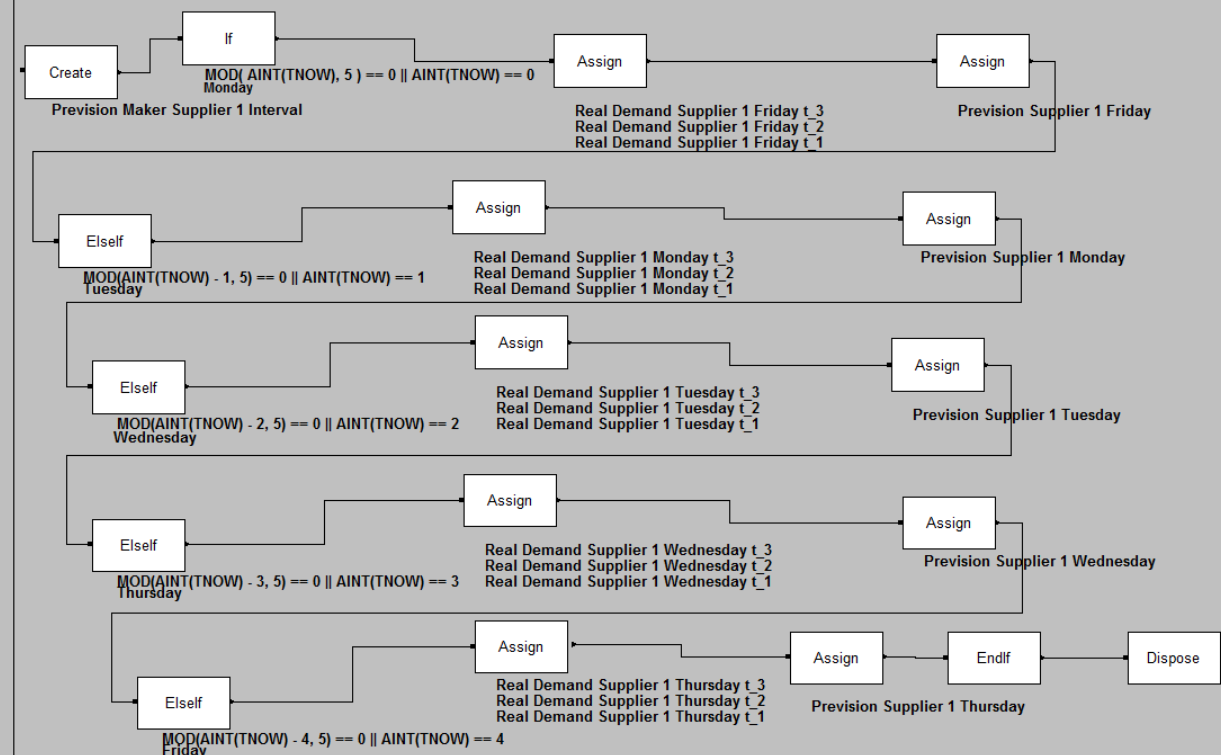 Create
Prevision Maker Supplier 1 Interval
If
MOD( AINT(TNOW), 5 ) == 0 || AINT(TNOW) == 0
Monday
Assign
Real Demand Supplier 1 Friday t_3
Real Demand Supplier 1 Friday t_2
Real Demand Supplier 1 Friday t_1
Assign
Prevision Supplier 1 Friday
ElseIf
MOD(AINT(TNOW) - 1, 5) == 0 || AINT(TNOW) == 1
Tuesday
Assign
Real Demand Supplier 1 Monday t_3
Real Demand Supplier 1 Monday t_2
Real Demand Supplier 1 Monday t_1
Assign
Prevision Supplier 1 Monday
ElseIf
MOD(AINT(TNOW) - 2, 5) == 0 || AINT(TNOW) == 2
Wednesday
Assign
Real Demand Supplier 1 Tuesday t_3
Real Demand Supplier 1 Tuesday t_2
Real Demand Supplier 1 Tuesday t_1
Assign
Prevision Supplier 1 Tuesday
ElseIf
MOD(AINT(TNOW) - 3, 5) == 0 || AINT(TNOW) == 3
Thursday
Assign
Real Demand Supplier 1 Wednesday t_3
Real Demand Supplier 1 Wednesday t_2
Real Demand Supplier 1 Wednesday t_1
Assign
Prevision Supplier 1 Wednesday
ElseIf
MOD(AINT(TNOW) - 4, 5) == 0 || AINT(TNOW) == 4
Friday
Assign
Real Demand Supplier 1 Thursday t_3
Real Demand Supplier 1 Thursday t_2
Real Demand Supplier 1 Thursday t_1
Assign
Prevision Supplier 1 Thursday
EndIf
Dispose